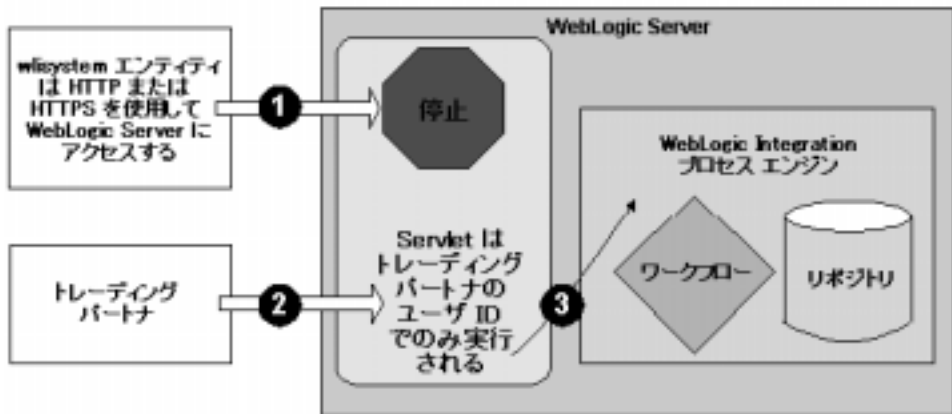 WebLogic Server
wlisystem エンティティ
は HTTP または
HTTPS を使用して
WebLogic Server に
アクセスする
1
停止
WebLogic Integration
プロセス エンジン
トレーディング
パートナ
2
Servlet は
トレーディング
パートナの
ユーザ ID
でのみ実行
される
3
ワークフロー
リポジトリ